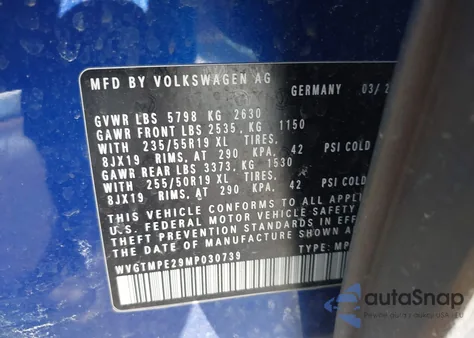 MFD BY VOLKSWAGEN AG GERMANY 03/2
GVWR LBS 5798 KG 2630
GAWR FRONT LBS 2535, KG 1150
WITH 235/55R19 XL TIRES,
8JX19 RIMS, AT 290 KPA, 42 PSI COLD
GAWR REAR LBS 3373, KG 1530
WITH 255/50R19 XL TIRES,
8JX19 RIMS, AT 290 KPA, 42 PSI COLD
THIS VEHICLE CONFORMS TO ALL APPL
U.S. FEDERAL MOTOR VEHICLE SAFETY
THEFT PREVENTION STANDARDS IN EFFE
THE DATE OF MANUFACTURE SHOWN A
WVGTMPE29MP030739 TYPE: MP
autoSnap